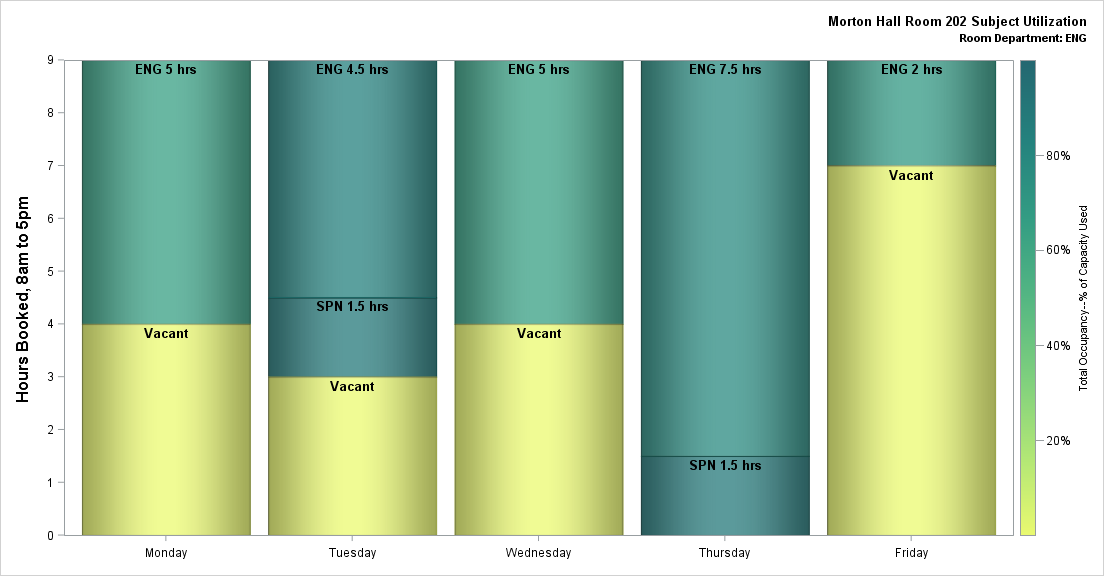 Morton Hall Room 202 Subject Utilization
Room Department: ENG
Hours Booked, 8am to 5pm
9
8
7
6
5
4
3
2
1
0
ENG 5 hrs
Vacant
ENG 4.5 hrs
SPN 1.5 hrs
Vacant
ENG 5 hrs
Vacant
ENG 7.5 hrs
SPN 1.5 hrs
ENG 2 hrs
Vacant
Monday
Tuesday
Wednesday
Thursday
Friday
80%
60%
40%
20%
Total Occupancy--% of Capacity Used